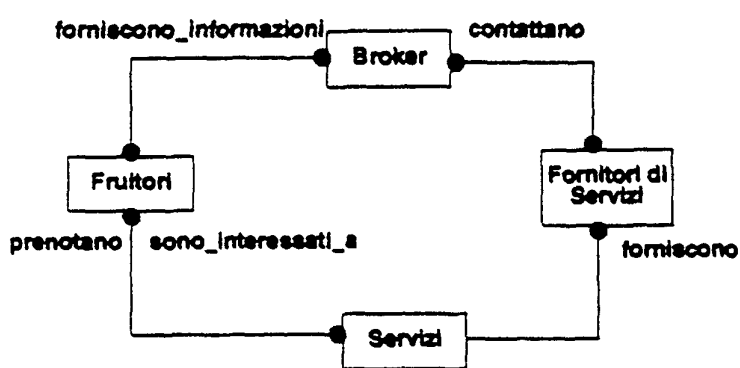 forniscono_informazioni
contattano
Broker
Fruitori
Fornitori di
Servizi
prenotano
sono_interessati_a
forniscono
Servizi